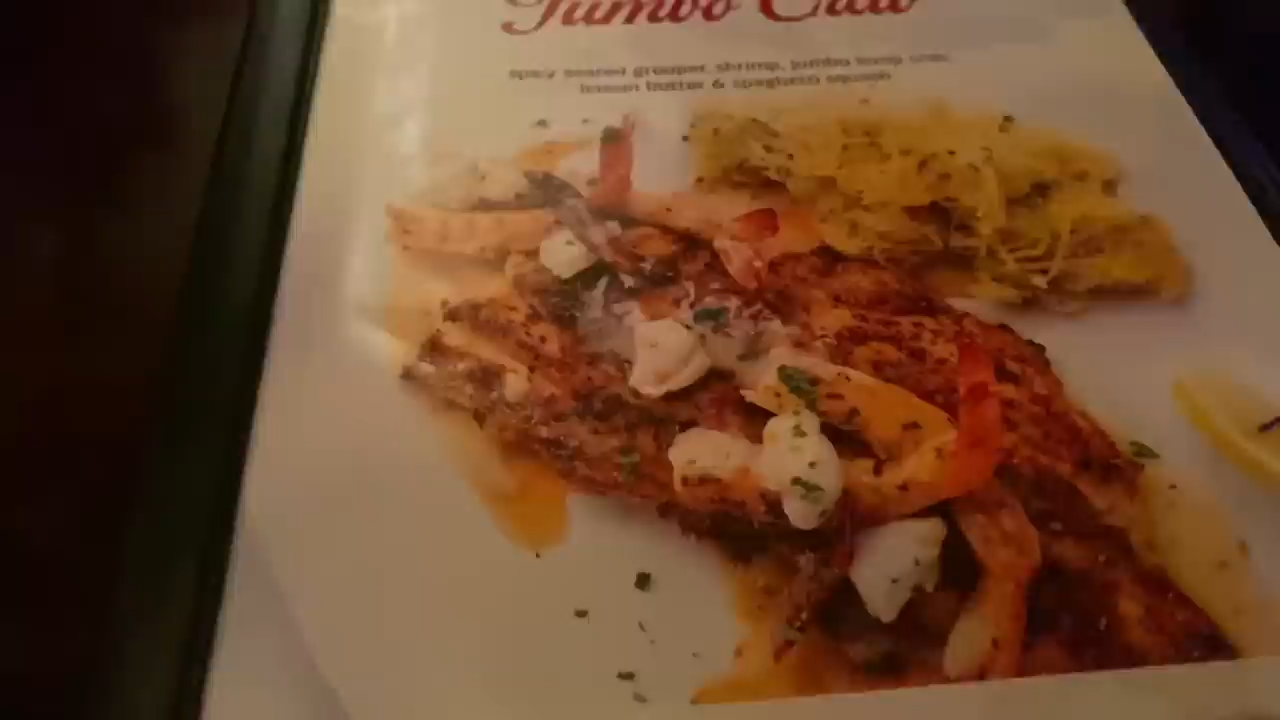 Jumbo Crab
spicy seared grouper, shrimp, jumbo lump crab,
lemon butter & spaghetti squash